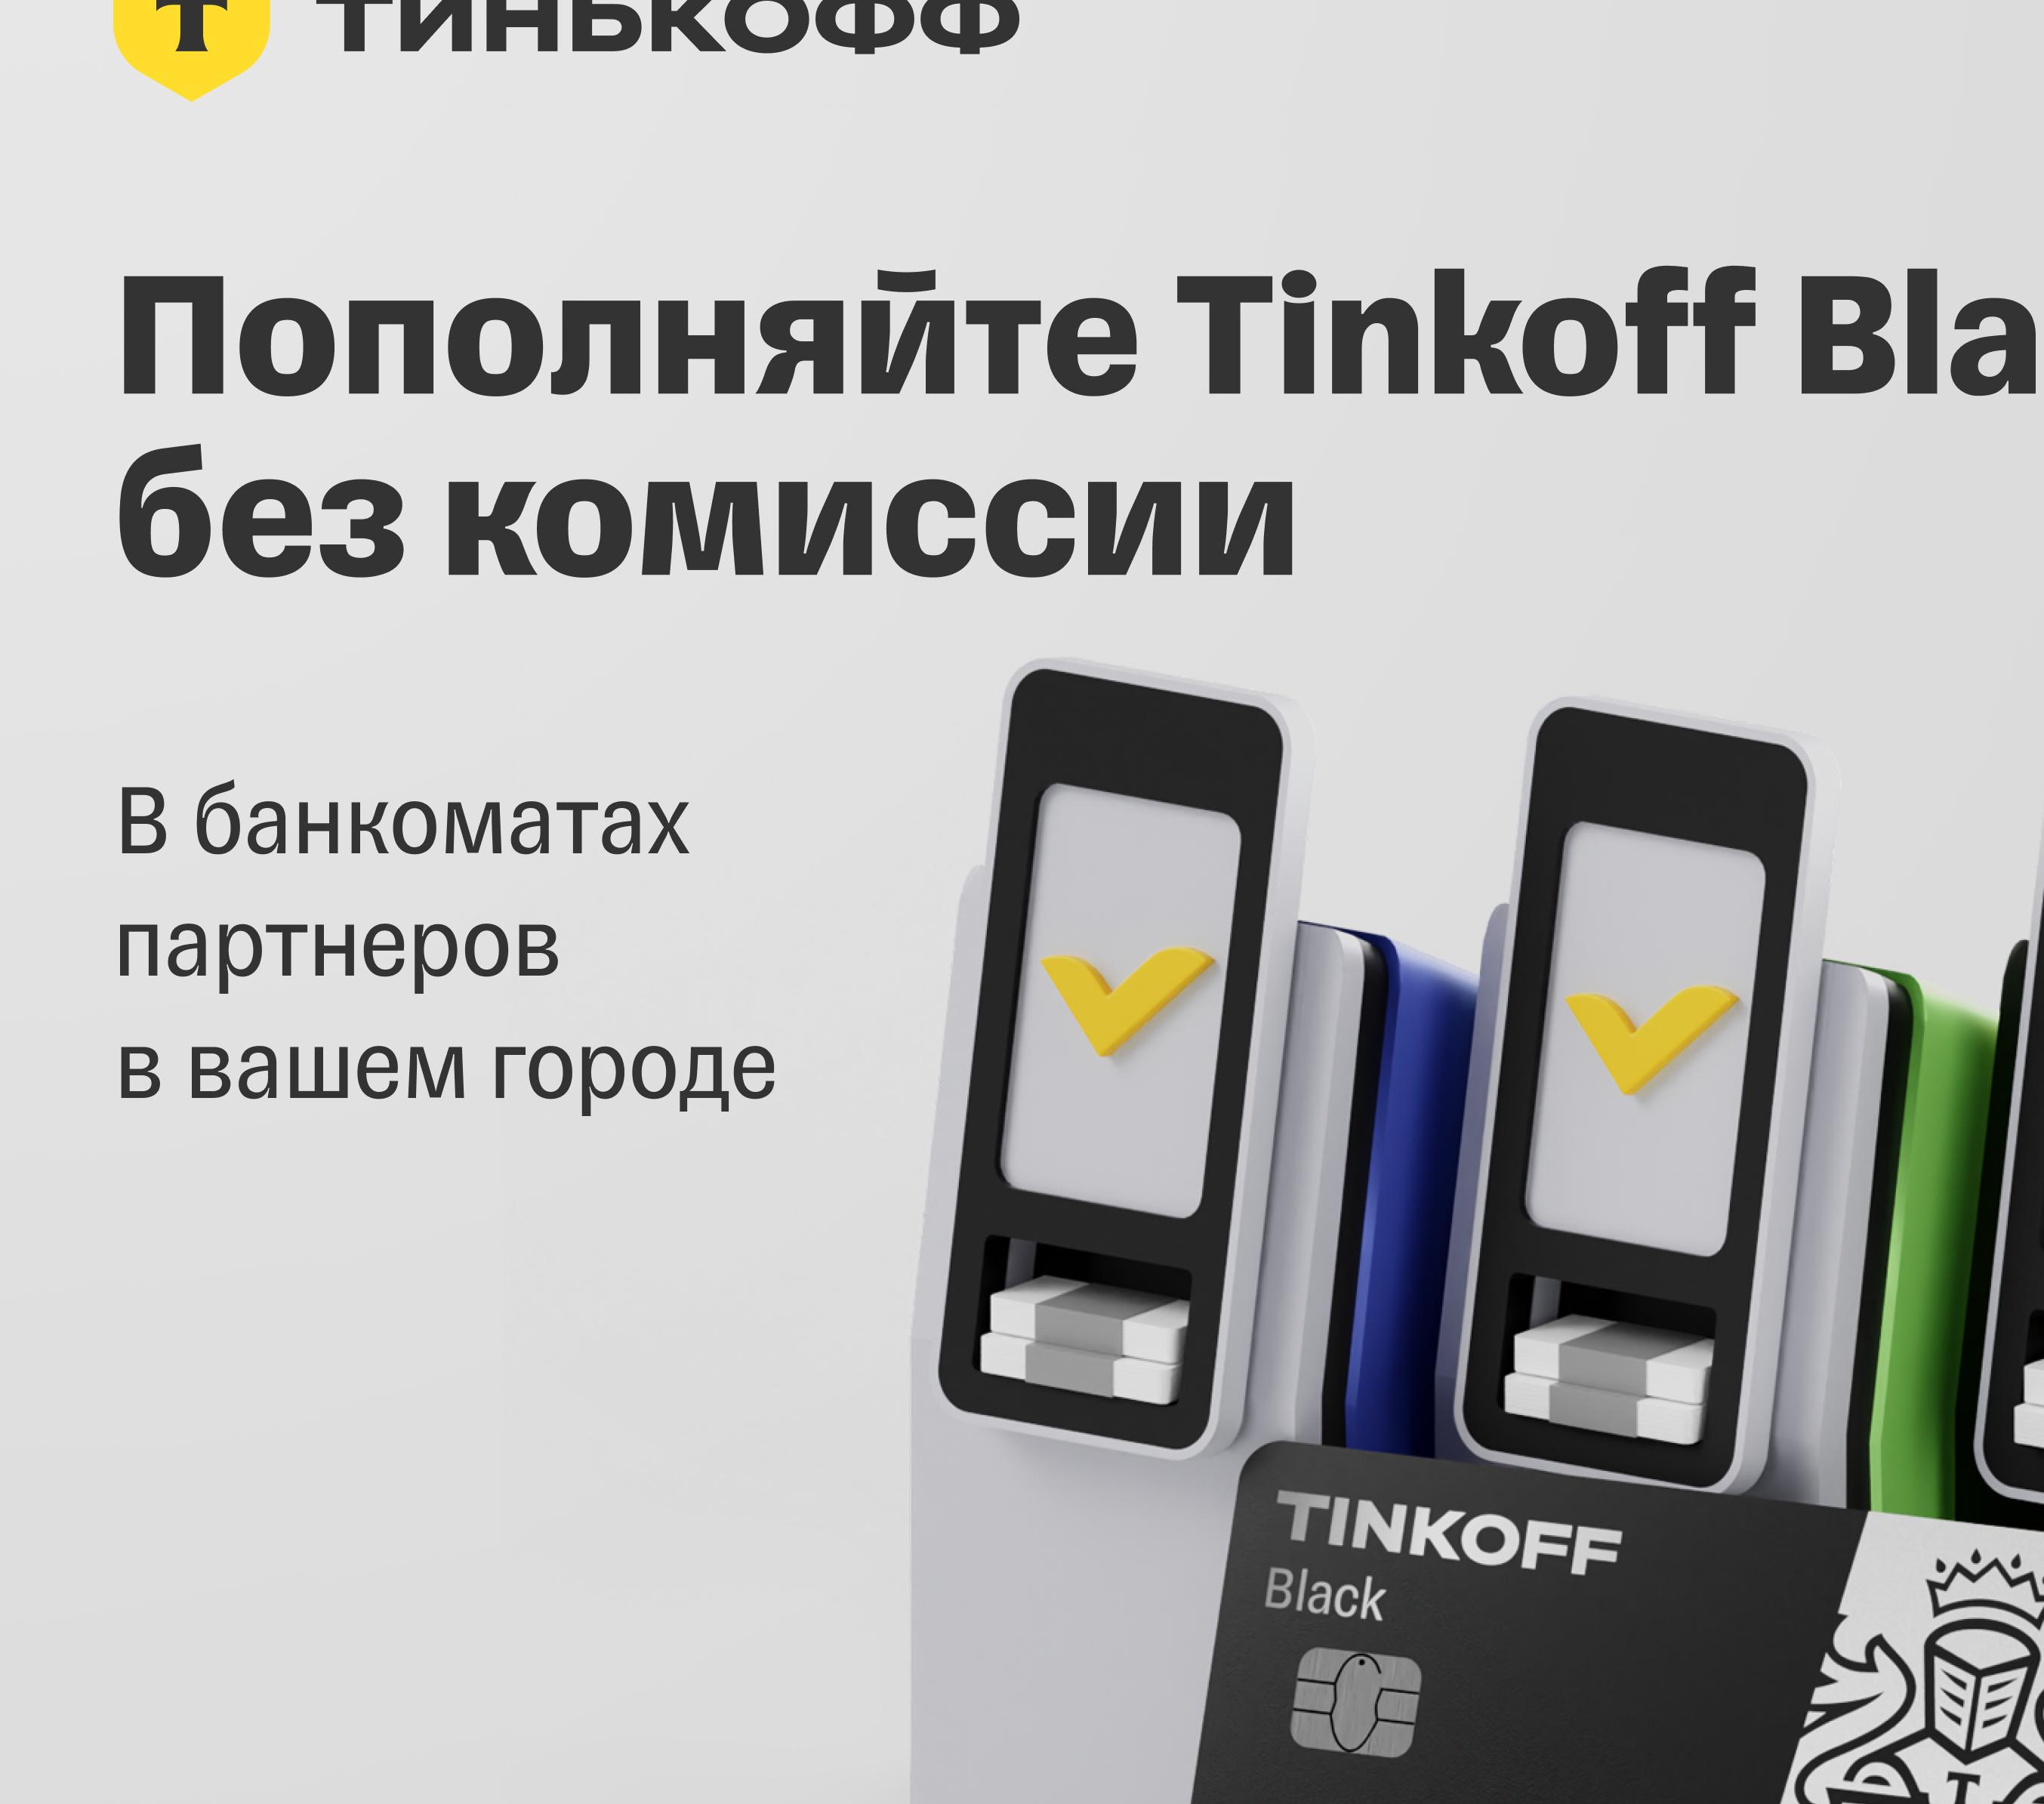 ТИНЬКОФФ
Пополняйте Tinkoff Bla
без комиссии
В банкоматах
партнеров
в вашем городе
TINKOFF
Black